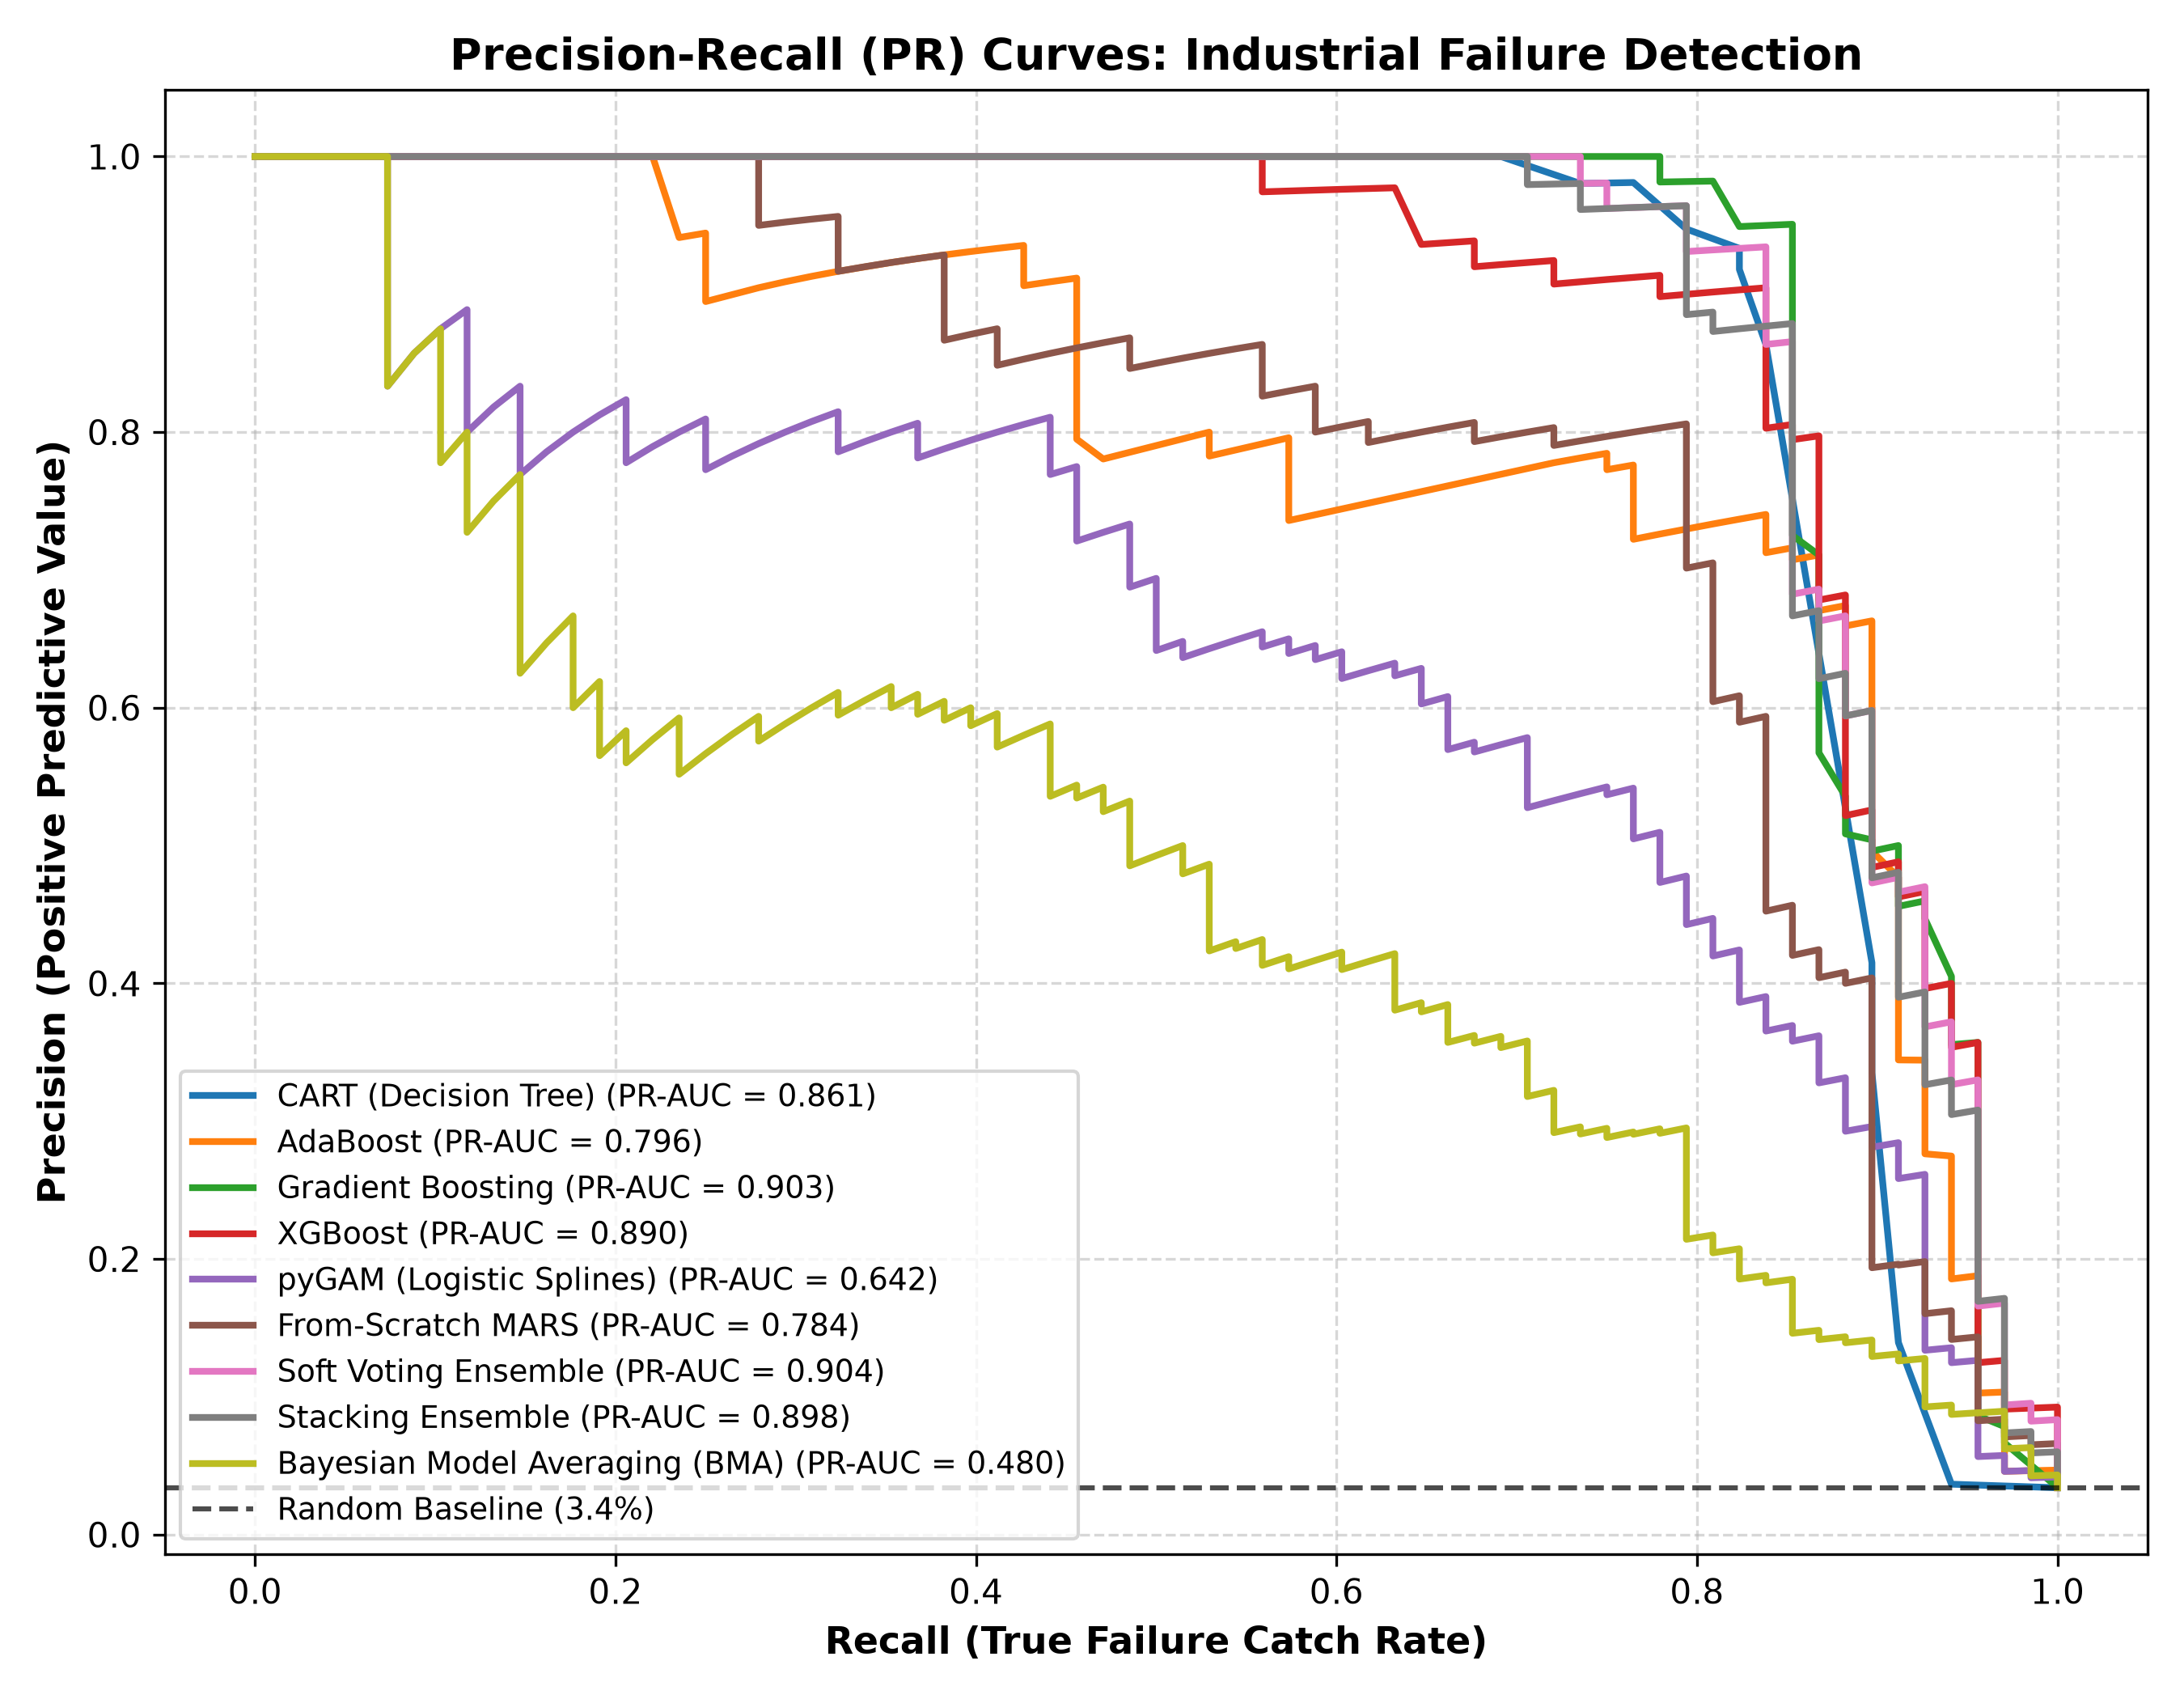 Precision-Recall (PR) Curves: Industrial Failure Detection
Precision (Positive Predictive Value)
1.0
0.8
0.6
0.4
0.2
0.0
CART (Decision Tree) (PR-AUC = 0.861)
AdaBoost (PR-AUC = 0.796)
Gradient Boosting (PR-AUC = 0.903)
XGBoost (PR-AUC = 0.890)
pyGAM (Logistic Splines) (PR-AUC = 0.642)
From-Scratch MARS (PR-AUC = 0.784)
Soft Voting Ensemble (PR-AUC = 0.904)
Stacking Ensemble (PR-AUC = 0.898)
Bayesian Model Averaging (BMA) (PR-AUC = 0.480)
Random Baseline (3.4%)
0.0 0.2 0.4 0.6 0.8 1.0
Recall (True Failure Catch Rate)